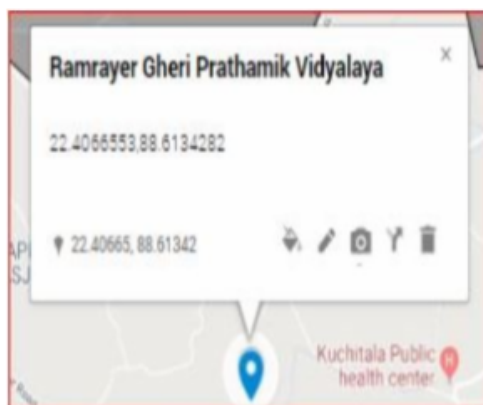 Ramrayer Gheri Prathamik Vidyalaya
22.4066553,88.6134282
22.40665, 88.61342
Kuchitala Public
health center